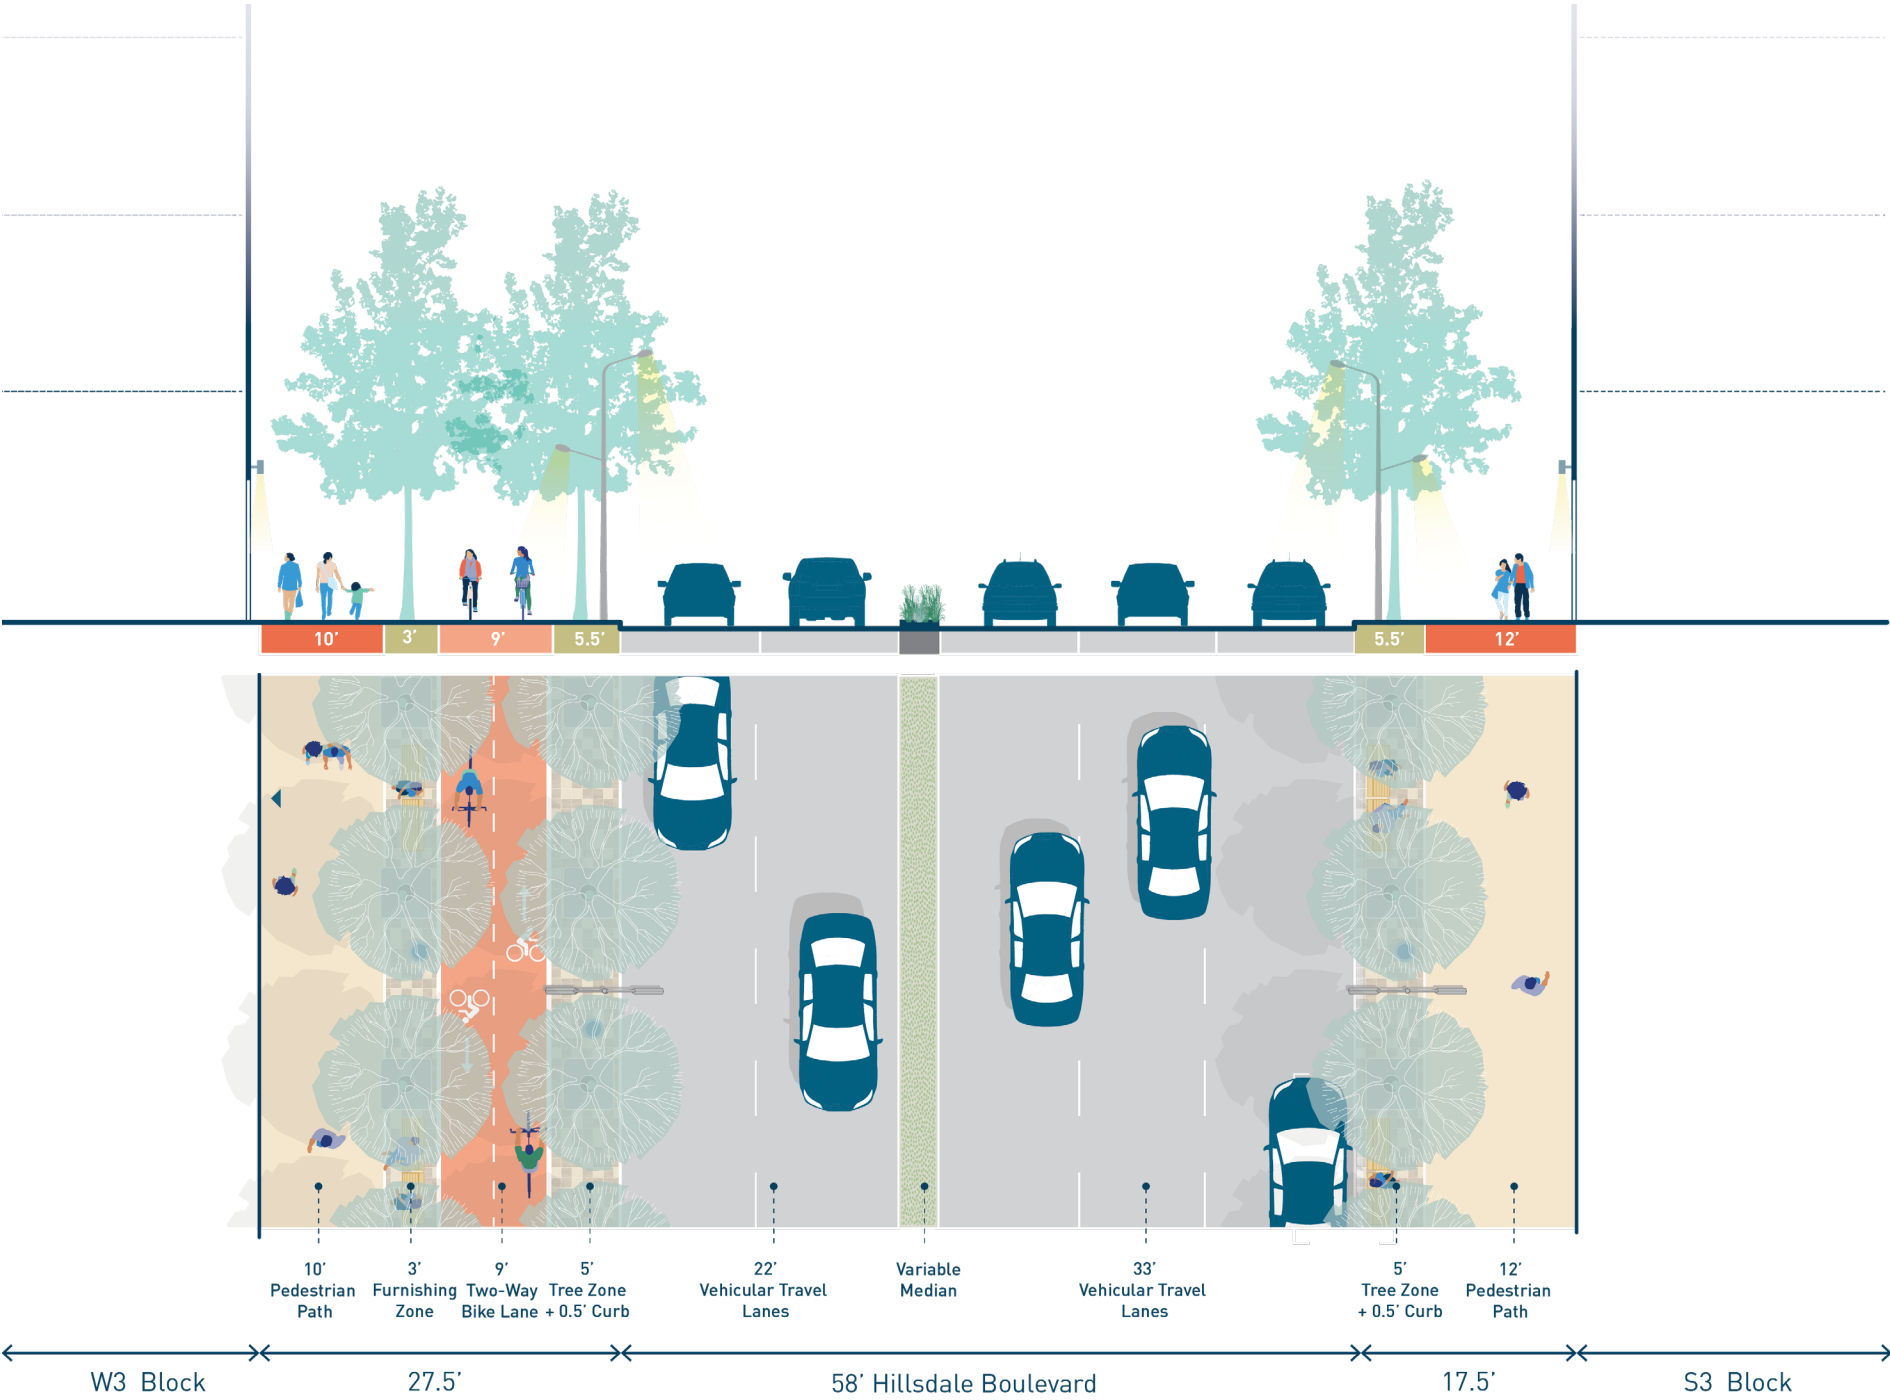 10’ 3’ 9’ 5.5’ 5.5’ 12’
10’ 3’ 9’ 5’ 22’ Variable 33’ 5’ 12’
Pedestrian Furnishing Two-Way Tree Zone Vehicular Travel Median Vehicular Travel Tree Zone Pedestrian
Path Zone Bike Lane + 0.5’ Curb Lanes Lanes + 0.5’ Curb Path
W3 Block 27.5’ 58’ Hillsdale Boulevard 17.5’ S3 Block